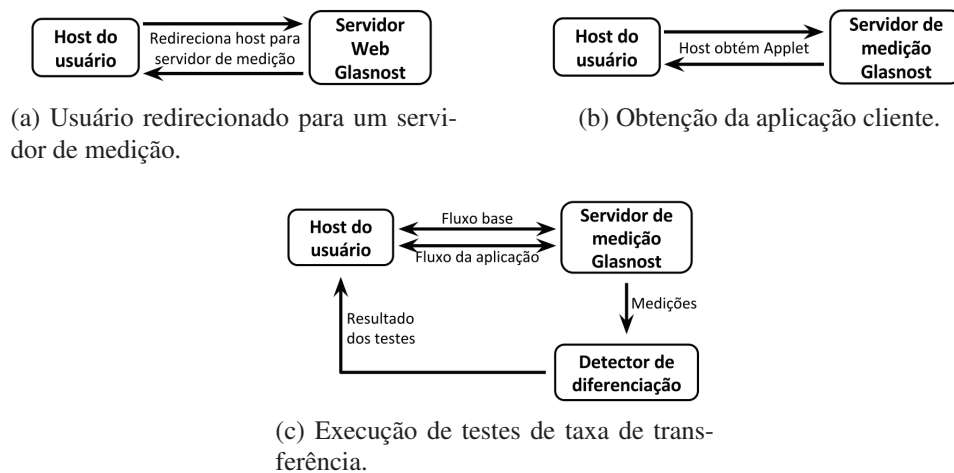 Host do
usuário
Redireciona host para
servidor de medição
Servidor
Web
Glasnost
(a) Usuário redirecionado para um servi-
dor de medição.
Host do
usuário
Host obtém Applet
Servidor de
medição
Glasnost
(b) Obtenção da aplicação cliente.
Host do
usuário
Fluxo base
Fluxo da aplicação
Servidor de
medição
Glasnost
Resultado
dos testes
Medições
Detector de
diferenciação
(c) Execução de testes de taxa de trans-
ferência.